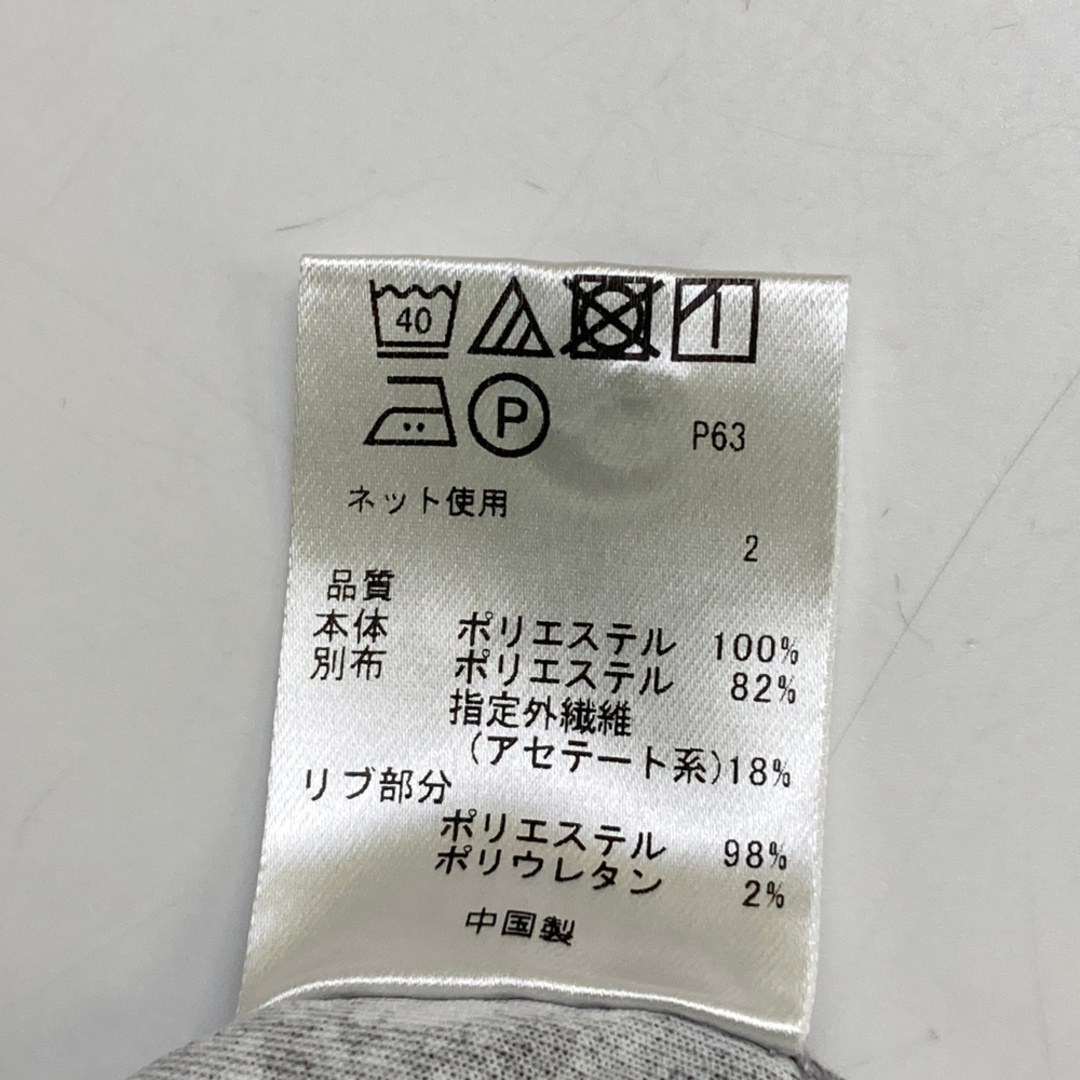 40
P P63
ネット使用
2
品質
本体 ポリエステル 100%
別布 ポリエステル 82%
指定外繊維
(アセテート系)18%
リブ部分
ポリエステル 98%
ポリウレタン 2%
中国製